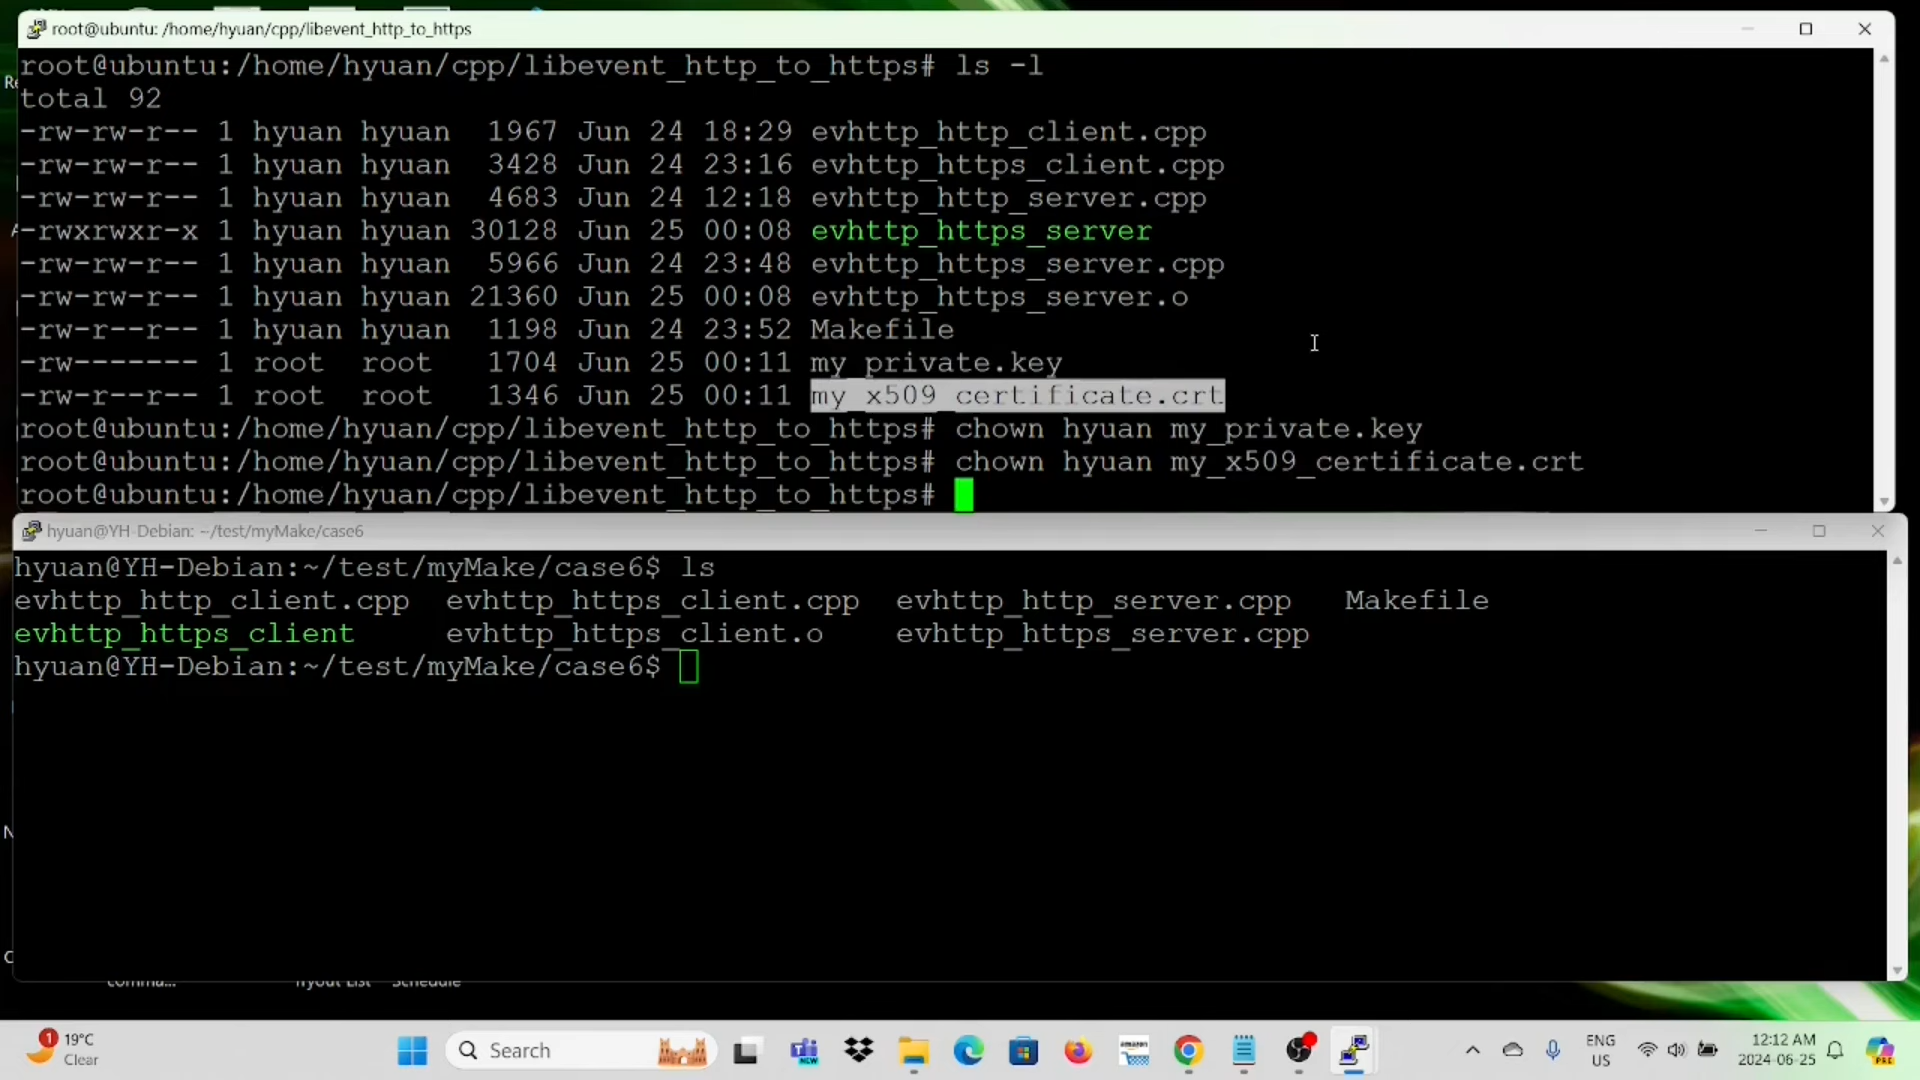 root@ubuntu: /home/hyuan/cpp/libevent_http_to_https
root@ubuntu:/home/hyuan/cpp/libevent_http_to_https# ls -l
total 92
-rw-rw-r-- 1 hyuan hyuan  1967 Jun 24 18:29 evhttp_http_client.cpp
-rw-rw-r-- 1 hyuan hyuan  3428 Jun 24 23:16 evhttp_https_client.cpp
-rw-rw-r-- 1 hyuan hyuan  4683 Jun 24 12:18 evhttp_http_server.cpp
-rwxrwxr-x 1 hyuan hyuan 30128 Jun 25 00:08 evhttp_https_server
-rw-rw-r-- 1 hyuan hyuan  5966 Jun 24 23:48 evhttp_https_server.cpp
-rw-rw-r-- 1 hyuan hyuan 21360 Jun 25 00:08 evhttp_https_server.o
-rw-r--r-- 1 hyuan hyuan  1198 Jun 24 23:52 Makefile
-rw------- 1 root  root   1704 Jun 25 00:11 my_private.key
-rw-r--r-- 1 root  root   1346 Jun 25 00:11 my_x509_certificate.crt
root@ubuntu:/home/hyuan/cpp/libevent_http_to_https# chown hyuan my_private.key
root@ubuntu:/home/hyuan/cpp/libevent_http_to_https# chown hyuan my_x509_certificate.crt
root@ubuntu:/home/hyuan/cpp/libevent_http_to_https#
hyuan@YH-Debian: ~/test/myMake/case6
hyuan@YH-Debian:~/test/myMake/case6$ ls
evhttp_http_client.cpp  evhttp_https_client.cpp  evhttp_http_server.cpp   Makefile
evhttp_https_client     evhttp_https_client.o    evhttp_https_server.cpp
hyuan@YH-Debian:~/test/myMake/case6$
Schedule
1
19°C
Clear
Search
NEW
amazon
ENG
US
12:12 AM
2024-06-25
PRE